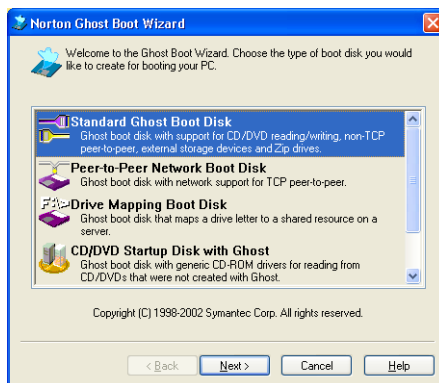 Norton Ghost Boot Wizard
Welcome to the Ghost Boot Wizard. Choose the type of boot disk you would
like to create for booting your PC.
Standard Ghost Boot Disk
Ghost boot disk with support for CD/DVD reading/writing, non-TCP
peer-to-peer, external storage devices and Zip drives.
Peer-to-Peer Network Boot Disk
Ghost boot disk with network support for TCP peer-to-peer.
F:\>
Drive Mapping Boot Disk
Ghost boot disk that maps a drive letter to a shared resource on a
server.
CD/DVD Startup Disk with Ghost
Ghost boot disk with generic CD-ROM drivers for reading from
CD/DVDs that were not created with Ghost.
Copyright (C) 1998-2002 Symantec Corp. All rights reserved.
< Back Next > Cancel Help